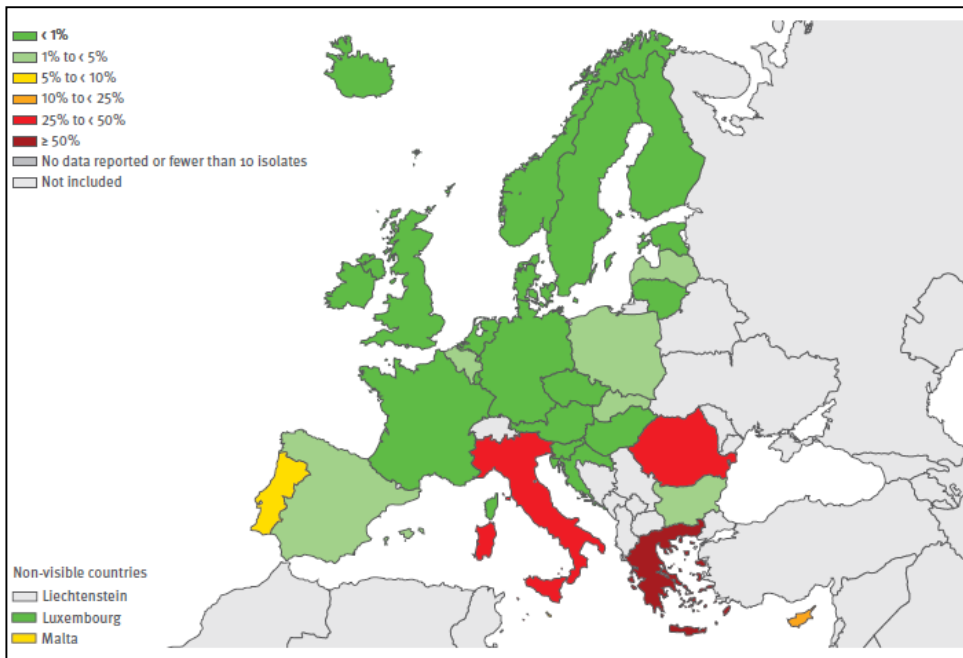 < 1%
1% to < 5%
5% to < 10%
10% to < 25%
25% to < 50%
≥ 50%
No data reported or fewer than 10 isolates
Not included
Non-visible countries
Liechtenstein
Luxembourg
Malta